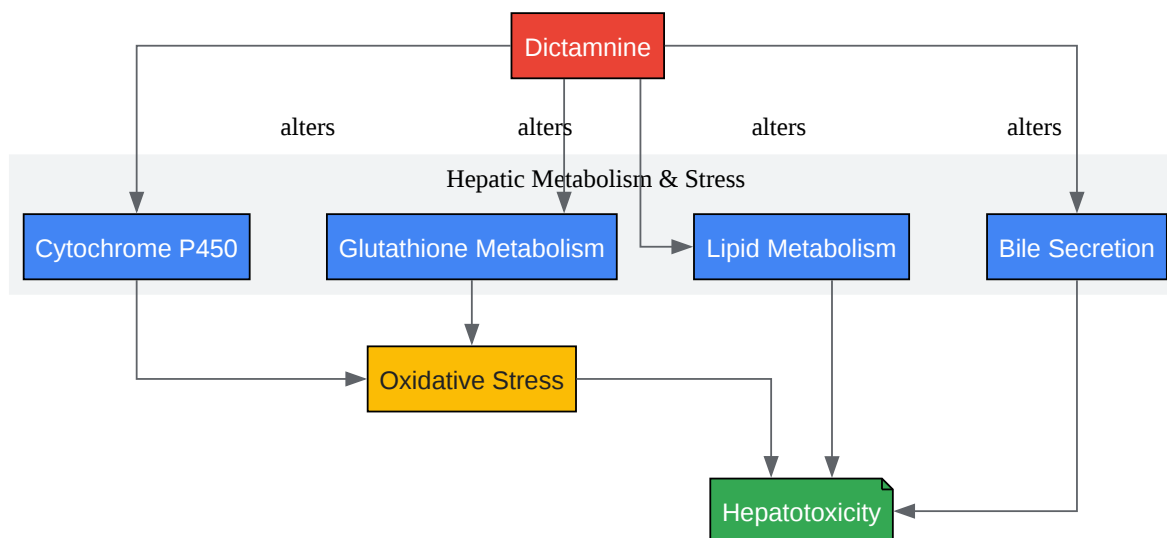 Dictamnine
alters alters alters alters
Hepatic Metabolism & Stress
Cytochrome P450 Glutathione Metabolism Lipid Metabolism Bile Secretion
Oxidative Stress
Hepatotoxicity